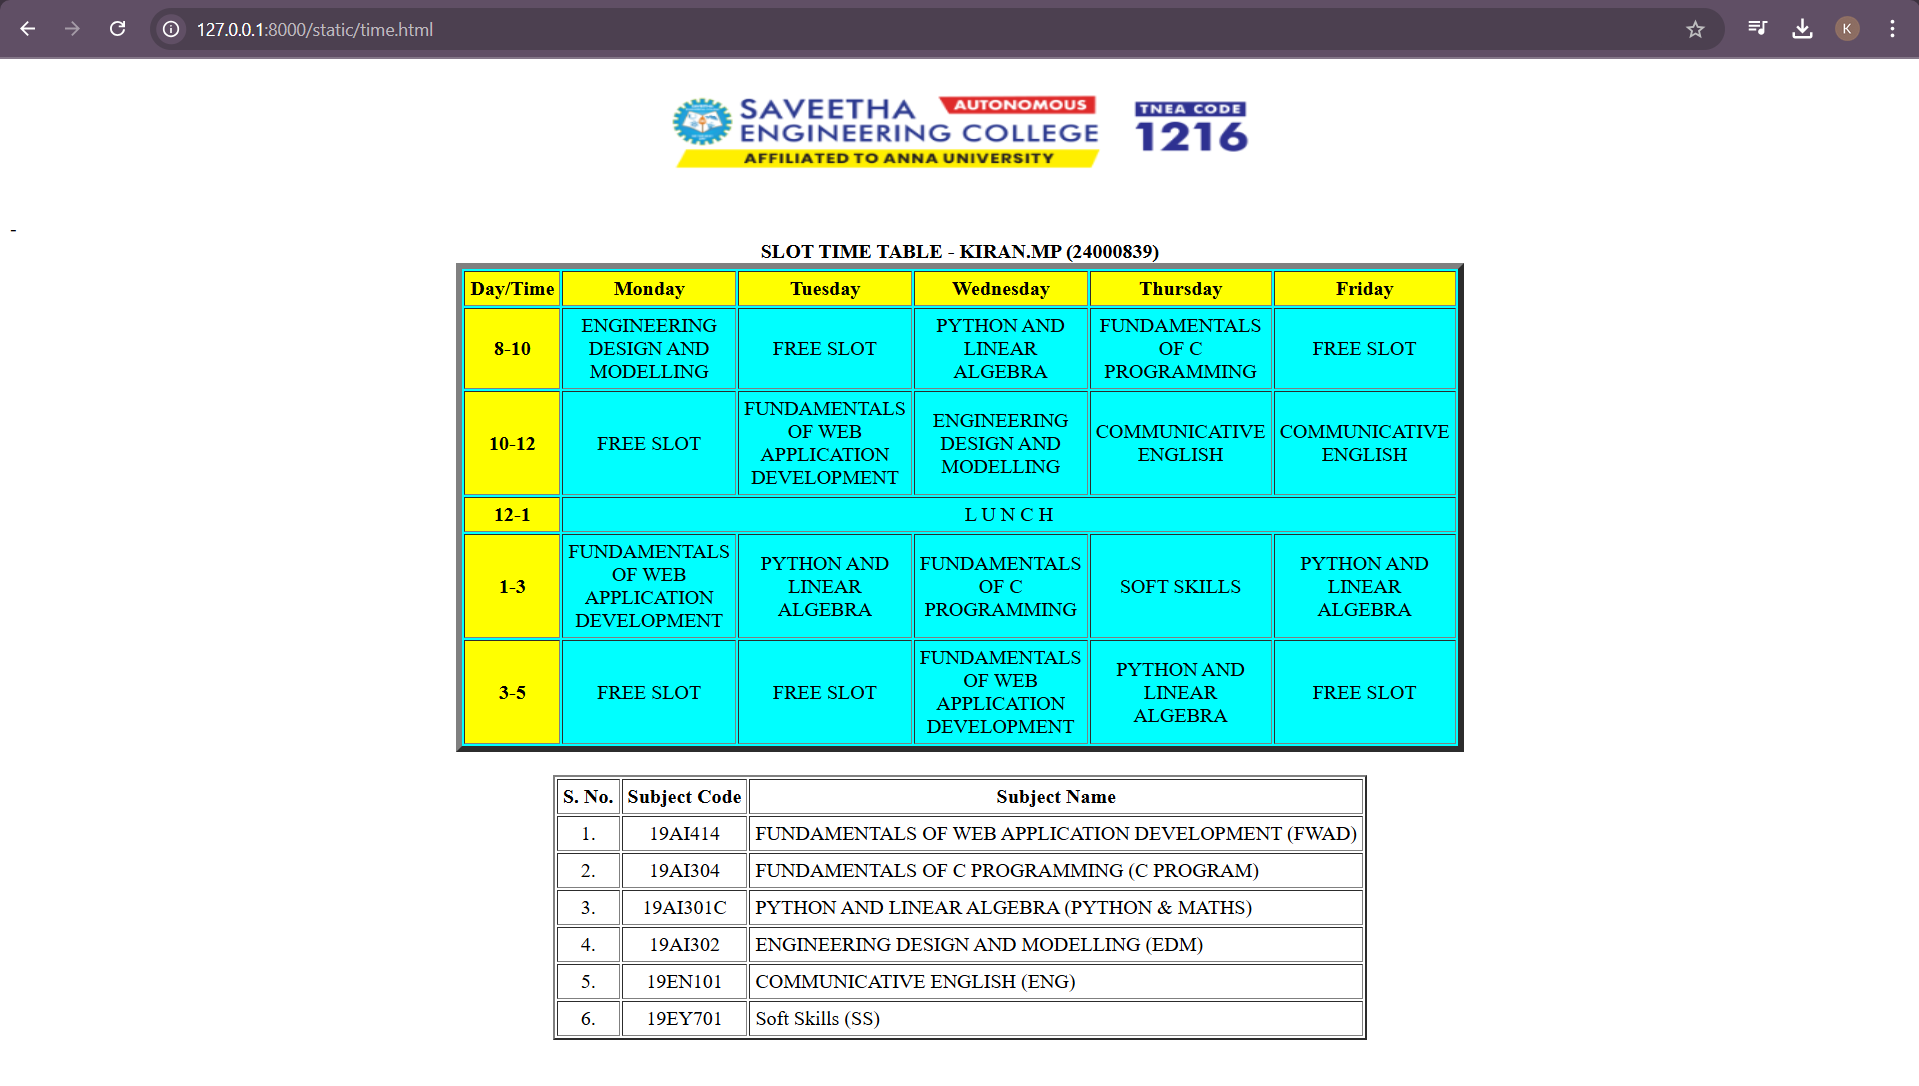 127.0.0.1:8000/static/time.html
K
SAVEETHA AUTONOMOUS
ENGINEERING COLLEGE
AFFILIATED TO ANNA UNIVERSITY
TNEA CODE
1216
-
SLOT TIME TABLE - KIRAN.MP (24000839)
Day/Time Monday Tuesday Wednesday Thursday Friday
8-10
ENGINEERING
DESIGN AND
MODELLING
FREE SLOT
PYTHON AND
LINEAR
ALGEBRA
FUNDAMENTALS
OF C
PROGRAMMING
FREE SLOT
10-12
FREE SLOT
FUNDAMENTALS
OF WEB
APPLICATION
DEVELOPMENT
ENGINEERING
DESIGN AND
MODELLING
COMMUNICATIVE
ENGLISH
COMMUNICATIVE
ENGLISH
12-1
L U N C H
1-3
FUNDAMENTALS
OF WEB
APPLICATION
DEVELOPMENT
PYTHON AND
LINEAR
ALGEBRA
FUNDAMENTALS
OF C
PROGRAMMING
SOFT SKILLS
PYTHON AND
LINEAR
ALGEBRA
3-5
FREE SLOT
FREE SLOT
FUNDAMENTALS
OF WEB
APPLICATION
DEVELOPMENT
PYTHON AND
LINEAR
ALGEBRA
FREE SLOT
S. No. Subject Code Subject Name
1. 19AI414 FUNDAMENTALS OF WEB APPLICATION DEVELOPMENT (FWAD)
2. 19AI304 FUNDAMENTALS OF C PROGRAMMING (C PROGRAM)
3. 19AI301C PYTHON AND LINEAR ALGEBRA (PYTHON & MATHS)
4. 19AI302 ENGINEERING DESIGN AND MODELLING (EDM)
5. 19EN101 COMMUNICATIVE ENGLISH (ENG)
6. 19EY701 Soft Skills (SS)